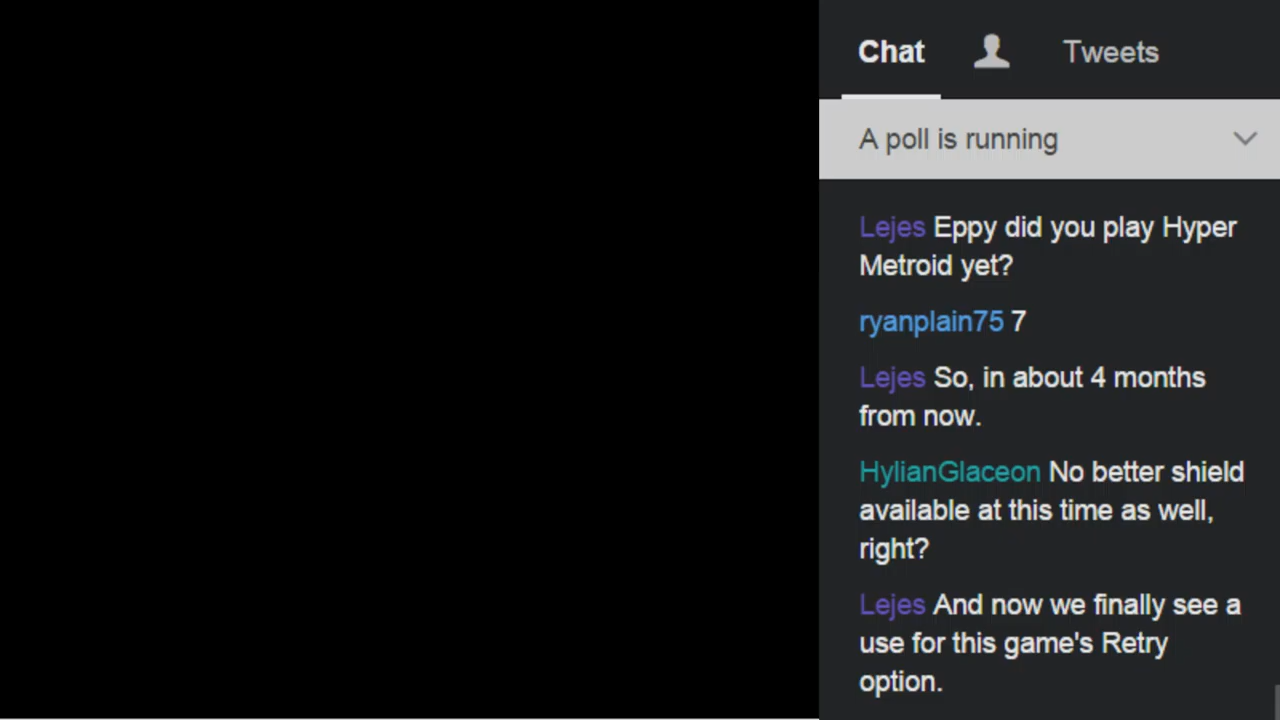 Chat Tweets
A poll is running
Lejes Eppy did you play Hyper
Metroid yet?
ryanplain75 7
Lejes So, in about 4 months
from now.
HylianGlaceon No better shield
available at this time as well,
right?
Lejes And now we finally see a
use for this game's Retry
option.